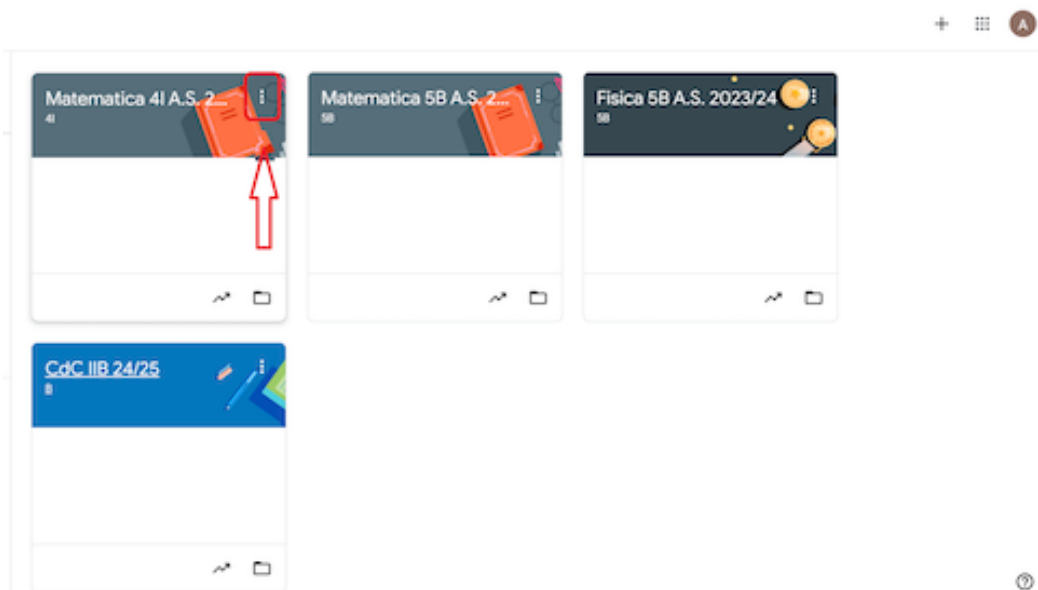 A
Matematica 4I A.S. 2...
4I
Matematica 5B A.S. 2...
5B
Fisica 5B A.S. 2023/24
5B
CdC IIB 24/25
B